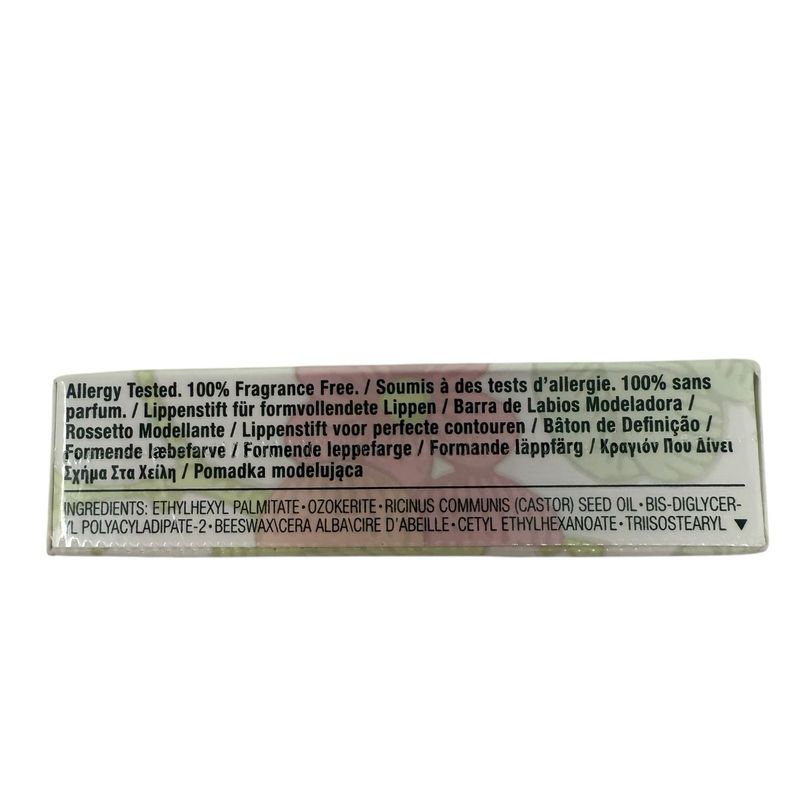 Allergy Tested. 100% Fragrance Free. / Soumis à des tests d'allergie. 100% sans
parfum. / Lippenstift für formvollendete Lippen / Barra de Labios Modeladora /
Rossetto Modellante / Lippenstift voor perfecte contouren / Bâton de Definição /
Formende læbefarve / Formende leppefarge / Formande läppfärg / Κραγιόν Που Δίνει
Σχήμα Στα Χείλη / Pomadka modelująca
INGREDIENTS: ETHYLHEXYL PALMITATE • OZOKERITE • RICINUS COMMUNIS (CASTOR) SEED OIL • BIS-DIGLYCER-
YL POLYACYLADIPATE-2 • BEESWAX\CERA ALBA\CIRE D'ABEILLE • CETYL ETHYLHEXANOATE • TRIISOSTEARYL ▼